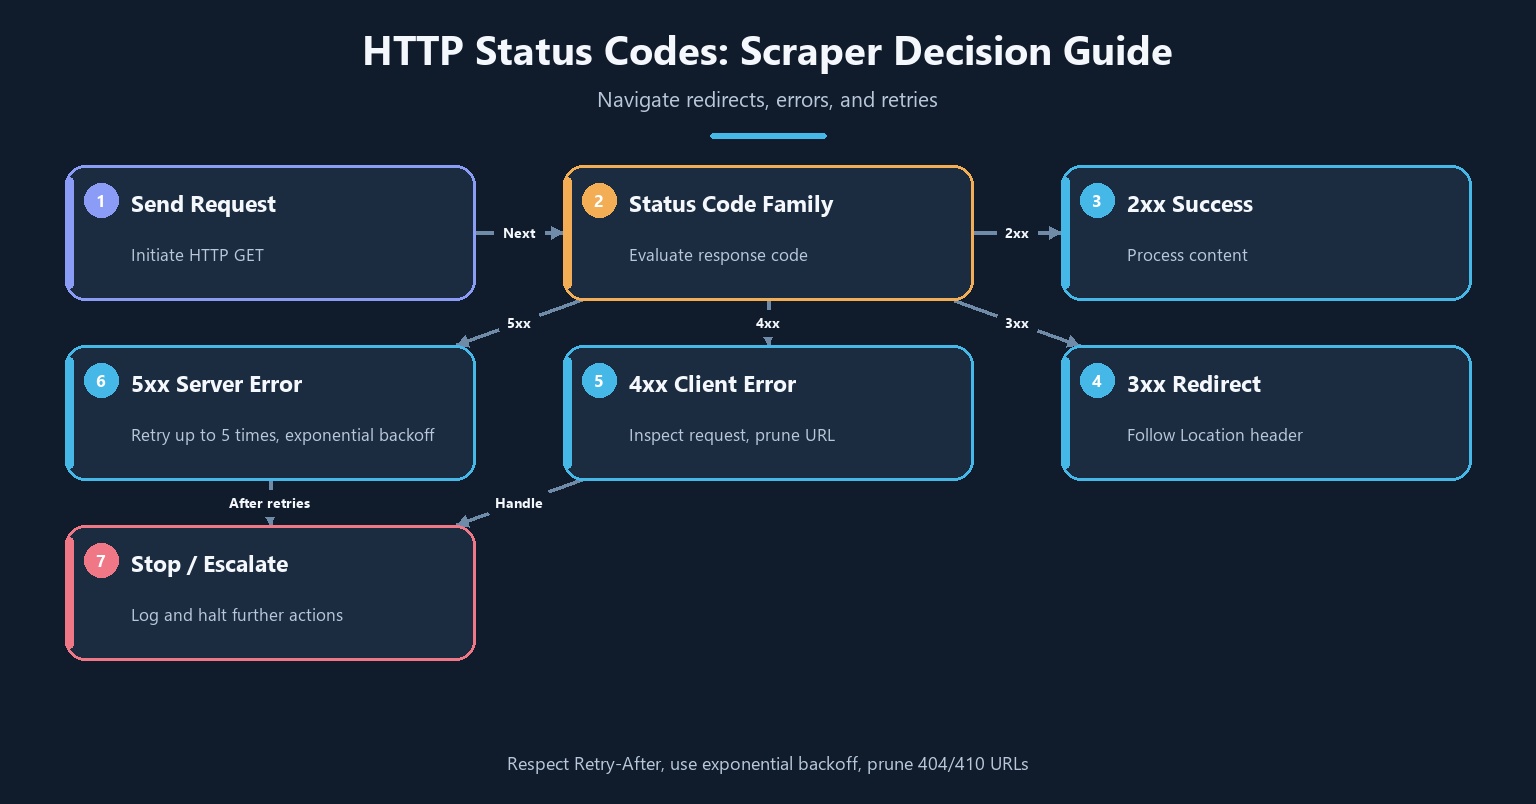 HTTP Status Codes: Scraper Decision Guide
Navigate redirects, errors, and retries
1
Send Request
Initiate HTTP GET
Next
2
Status Code Family
Evaluate response code
2xx
3
2xx Success
Process content
5xx
4xx
3xx
6
5xx Server Error
Retry up to 5 times, exponential backoff
5
4xx Client Error
Inspect request, prune URL
4
3xx Redirect
Follow Location header
After retries
Handle
7
Stop / Escalate
Log and halt further actions
Respect Retry-After, use exponential backoff, prune 404/410 URLs